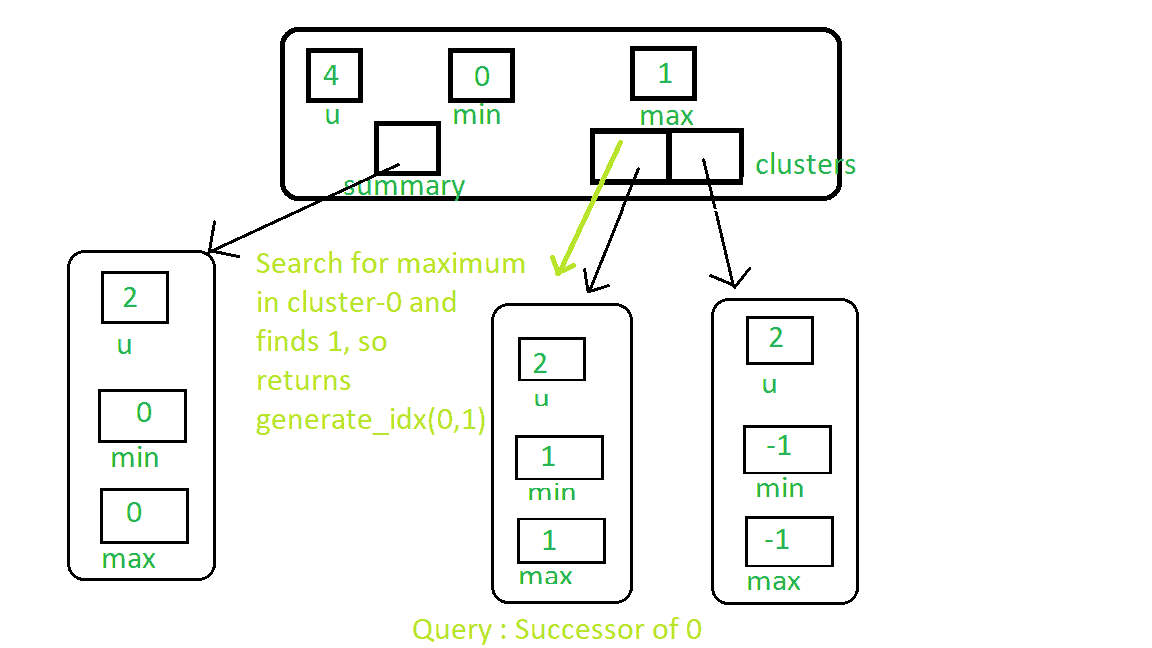 4
u
0
min
1
max
summary
clusters
2
u
0
min
0
max
Search for maximum
in cluster-0 and
finds 1, so
returns
generate_idx(0,1)
2
u
1
min
1
max
2
u
-1
min
-1
max
Query : Successor of 0